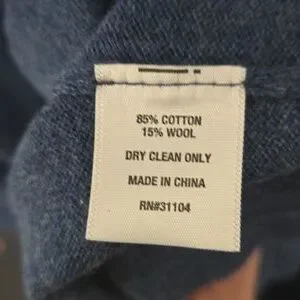 85% COTTON
15% WOOL
DRY CLEAN ONLY
MADE IN CHINA
RN#31104